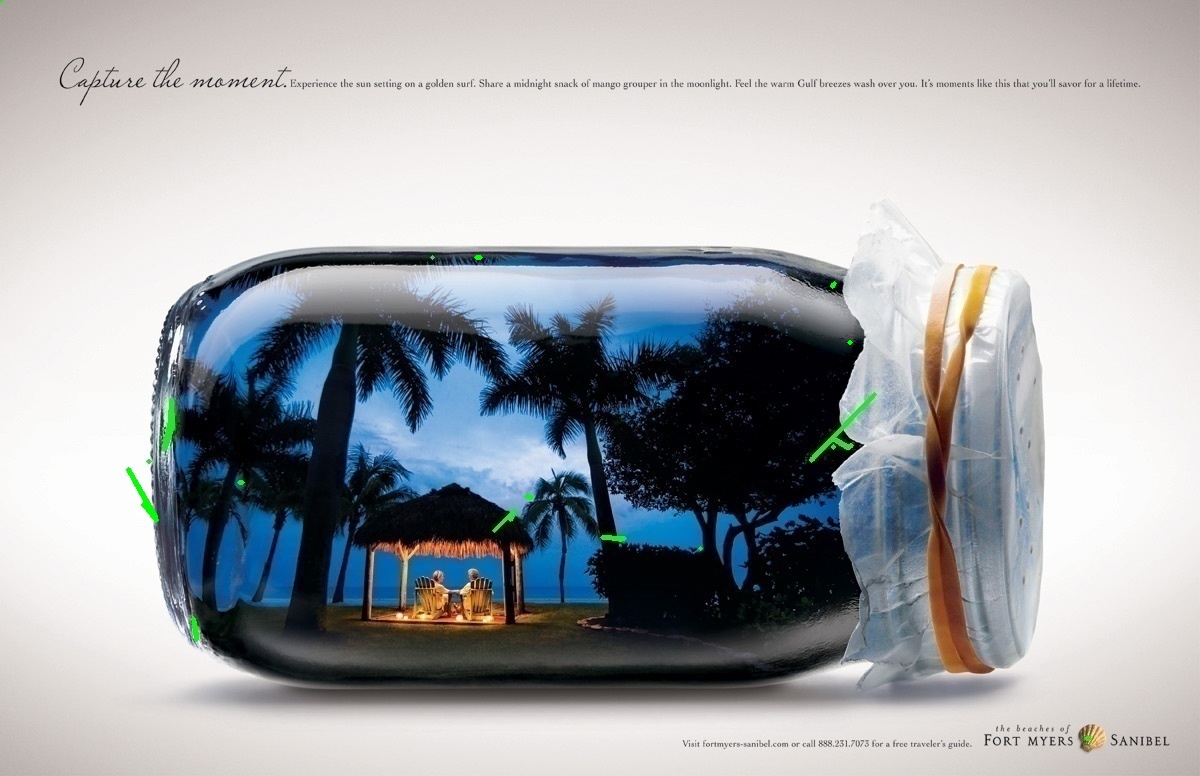 Capture the moment. Experience the sun setting on a golden surf. Share a midnight snack of mango grouper in the moonlight. Feel the warm Gulf breezes wash over you. It's moments like this that you'll savor for a lifetime.
the beaches of
Visit fortmyers-sanibel.com or call 888.231.7073 for a free traveler's guide. FORT MYERS SANIBEL